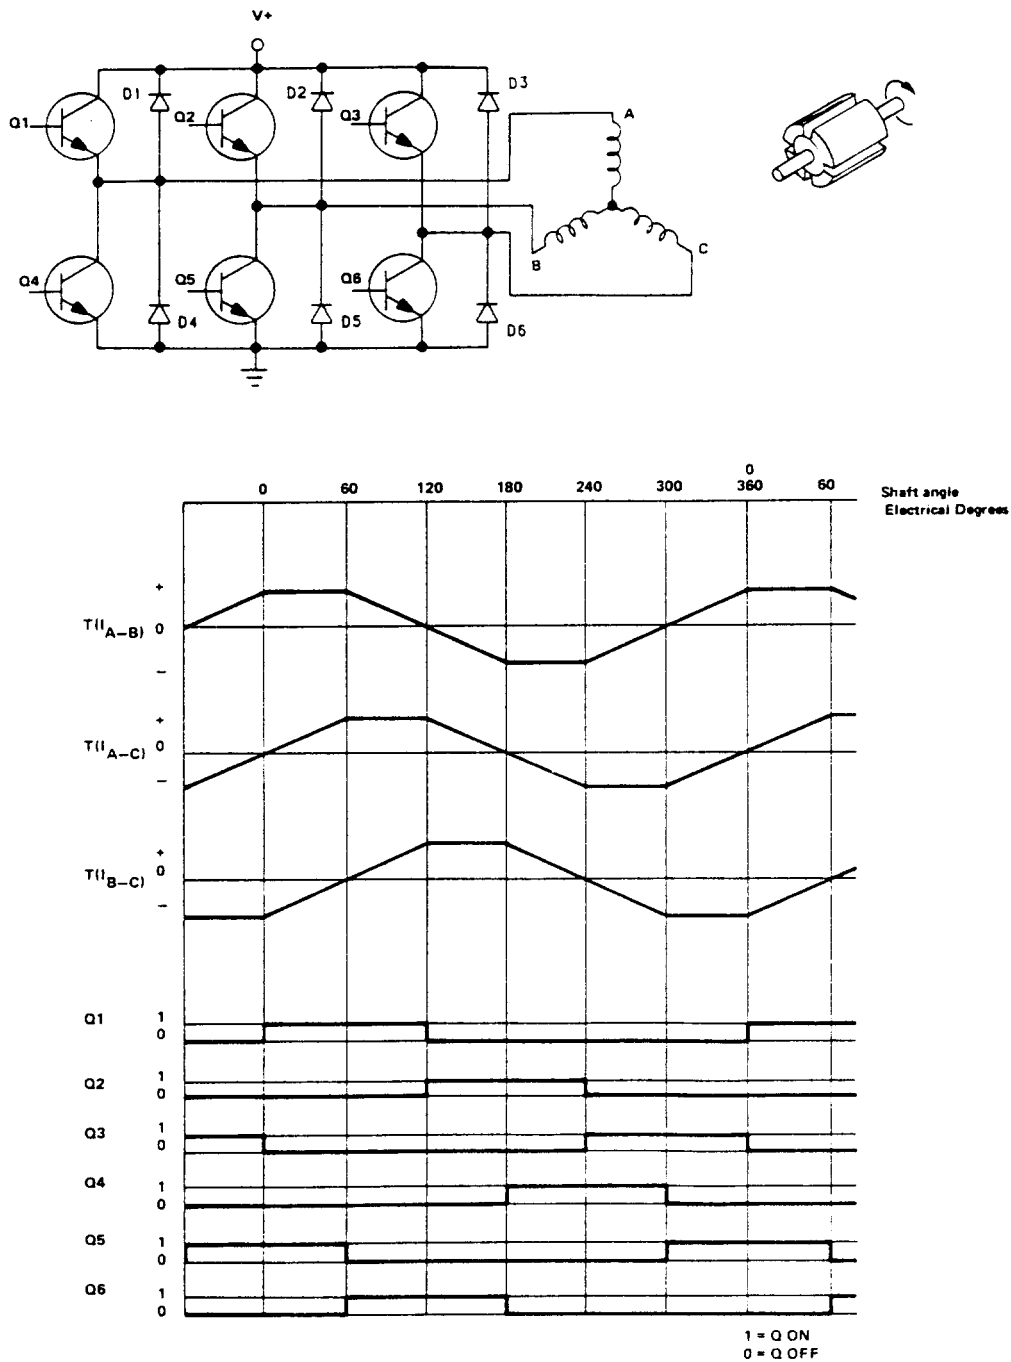 V+
D1
D2
D3
Q1
Q2
Q3
A
B
C
Q4
Q5
Q6
D4
D5
D6
0
0 60 120 180 240 300 360 60
Shaft angle
Electrical Degrees
+
T(I A–B) 0
–
+
T(I A–C) 0
–
+
T(I B–C) 0
–
Q1 1
0
Q2 1
0
Q3 1
0
Q4 1
0
Q5 1
0
Q6 1
0
1 = Q ON
0 = Q OFF